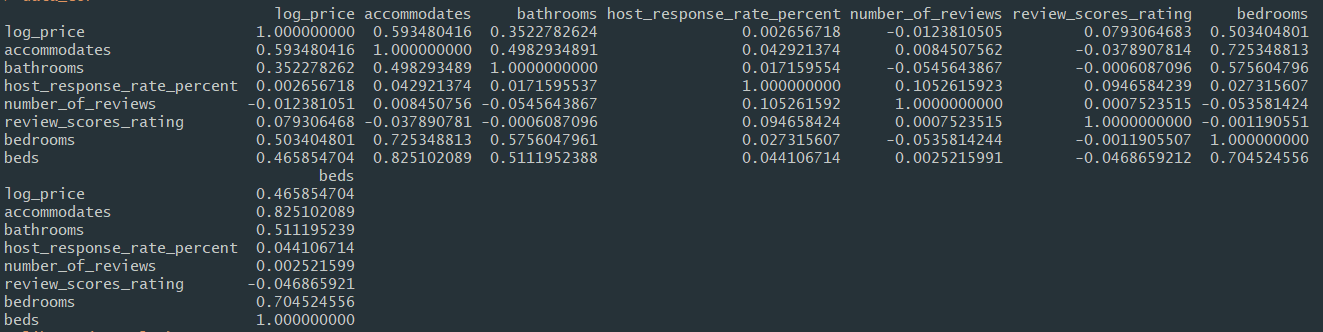 log_price accommodates bathrooms host_response_rate_percent number_of_reviews review_scores_rating bedrooms
log_price 1.000000000 0.593480416 0.3522782624 0.002656718 -0.0123810505 0.0793064683 0.503404801
accommodates 0.593480416 1.000000000 0.4982934891 0.042921374 0.0084507562 -0.0378907814 0.725348813
bathrooms 0.352278262 0.498293489 1.0000000000 0.017159554 -0.0545643867 -0.0006087096 0.575604796
host_response_rate_percent 0.002656718 0.042921374 0.0171595537 1.000000000 0.1052615923 0.0946584239 0.027315607
number_of_reviews -0.012381051 0.008450756 -0.0545643867 0.105261592 1.0000000000 0.0007523515 -0.053581424
review_scores_rating 0.079306468 -0.037890781 -0.0006087096 0.094658424 0.0007523515 1.0000000000 -0.001190551
bedrooms 0.503404801 0.725348813 0.5756047961 0.027315607 -0.0535814244 -0.0011905507 1.000000000
beds 0.465854704 0.825102089 0.5111952388 0.044106714 0.0025215991 -0.0468659212 0.704524556
beds
log_price 0.465854704
accommodates 0.825102089
bathrooms 0.511195239
host_response_rate_percent 0.044106714
number_of_reviews 0.002521599
review_scores_rating -0.046865921
bedrooms 0.704524556
beds 1.000000000